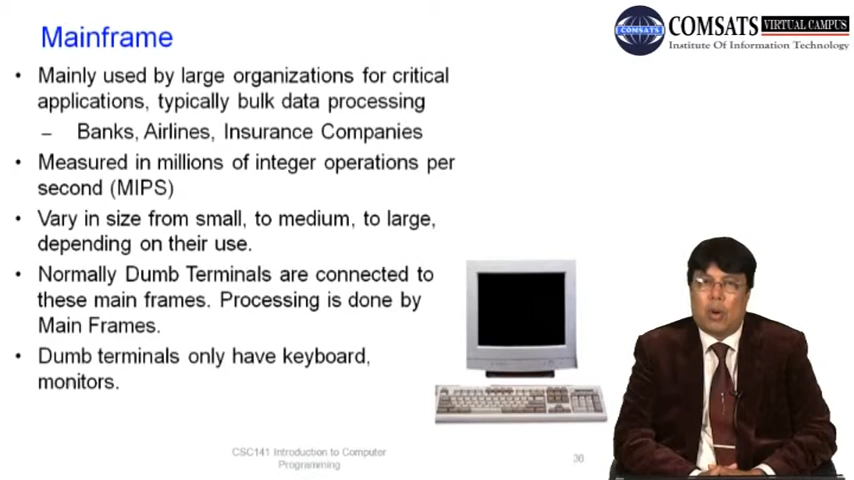 Mainframe
COMSATS VIRTUAL CAMPUS
Institute Of Information Technology
COMSATS
• Mainly used by large organizations for critical
applications, typically bulk data processing
– Banks, Airlines, Insurance Companies
• Measured in millions of integer operations per
second (MIPS)
• Vary in size from small, to medium, to large,
depending on their use.
• Normally Dumb Terminals are connected to
these main frames. Processing is done by
Main Frames.
• Dumb terminals only have keyboard,
monitors.
CSC141 Introduction to Computer
Programming
36